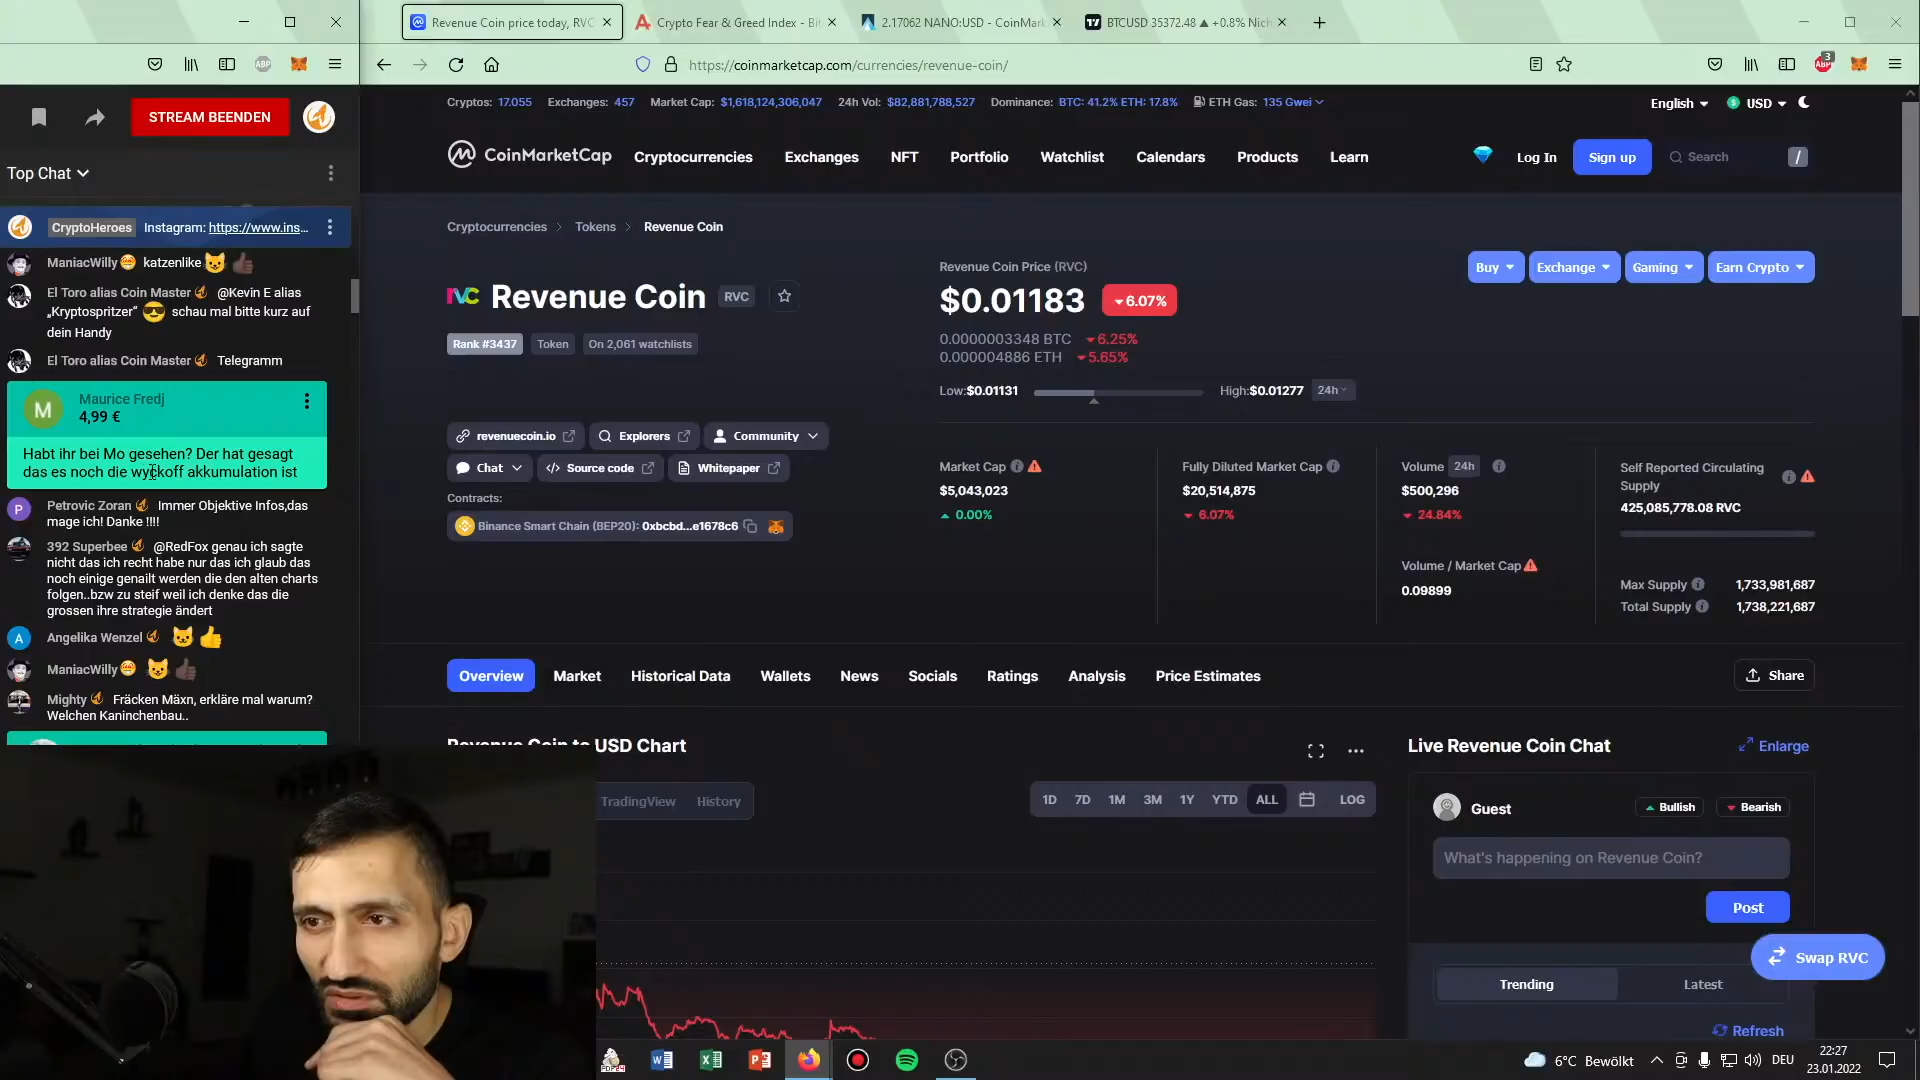 Revenue Coin price today, RVC
Crypto Fear & Greed Index - Bit
2.17062 NANO:USD - CoinMark
BTCUSD 35372.48 ▲ +0.8% Nich
https://coinmarketcap.com/currencies/revenue-coin/
ABP
ABP 3
STREAM BEENDEN
Top Chat
CryptoHeroes Instagram: https://www.ins...
ManiacWilly katzenlike
El Toro alias Coin Master @Kevin E alias
„Kryptospritzer“ schau mal bitte kurz auf
dein Handy
El Toro alias Coin Master Telegramm
M
Maurice Fredj
4,99 €
Habt ihr bei Mo gesehen? Der hat gesagt
das es noch die wyckoff akkumulation ist
P Petrovic Zoran Immer Objektive Infos,das
mage ich! Danke !!!!
392 Superbee @RedFox genau ich sagte
nicht das ich recht habe nur das ich glaub das
noch einige genailt werden die den alten charts
folgen..bzw zu steif weil ich denke das die
grossen ihre strategie ändert
A Angelika Wenzel
ManiacWilly
Mighty Fräcken Mäxn, erkläre mal warum?
Welchen Kaninchenbau..
Cryptos: 17.055 Exchanges: 457 Market Cap: $1,618,124,306,047 24h Vol: $82,881,788,527 Dominance: BTC: 41.2% ETH: 17.8% ETH Gas: 135 Gwei
English USD
CoinMarketCap Cryptocurrencies Exchanges NFT Portfolio Watchlist Calendars Products Learn
Log In Sign up Search /
Cryptocurrencies Tokens Revenue Coin
RVC Revenue Coin RVC
Rank #3437 Token On 2,061 watchlists
revenuecoin.io Explorers Community
Chat Source code Whitepaper
Contracts:
Binance Smart Chain (BEP20): 0xbcbd...e1678c6
Revenue Coin Price (RVC)
$0.01183 6.07%
0.0000003348 BTC 6.25%
0.000004886 ETH 5.65%
Low:$0.01131 High:$0.01277 24h
Buy Exchange Gaming Earn Crypto
Market Cap
$5,043,023
0.00%
Fully Diluted Market Cap
$20,514,875
6.07%
Volume 24h
$500,296
24.84%
Volume / Market Cap
0.09899
Self Reported Circulating
Supply
425,085,778.08 RVC
Max Supply 1,733,981,687
Total Supply 1,738,221,687
Overview Market Historical Data Wallets News Socials Ratings Analysis Price Estimates
Share
Revenue Coin to USD Chart
TradingView History
1D 7D 1M 3M 1Y YTD ALL LOG
Live Revenue Coin Chat
Enlarge
Guest Bullish Bearish
What's happening on Revenue Coin?
Post
Swap RVC
Trending Latest
Refresh
PDF24
6°C Bewölkt DEU
22:27
23.01.2022